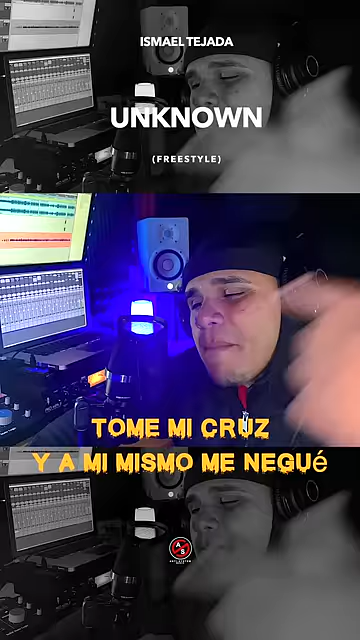 ISMAEL TEJADA
UNKNOWN
(FREESTYLE)
TOME MI CRUZ
Y A MI MISMO ME NEGUé